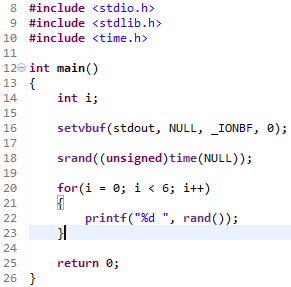 8 #include <stdio.h>
9 #include <stdlib.h>
10 #include <time.h>
11
12 int main()
13 {
14     int i;
15
16     setvbuf(stdout, NULL, _IONBF, 0);
17
18     srand((unsigned)time(NULL));
19
20     for(i = 0; i < 6; i++)
21     {
22         printf("%d ", rand());
23     }
24
25     return 0;
26 }